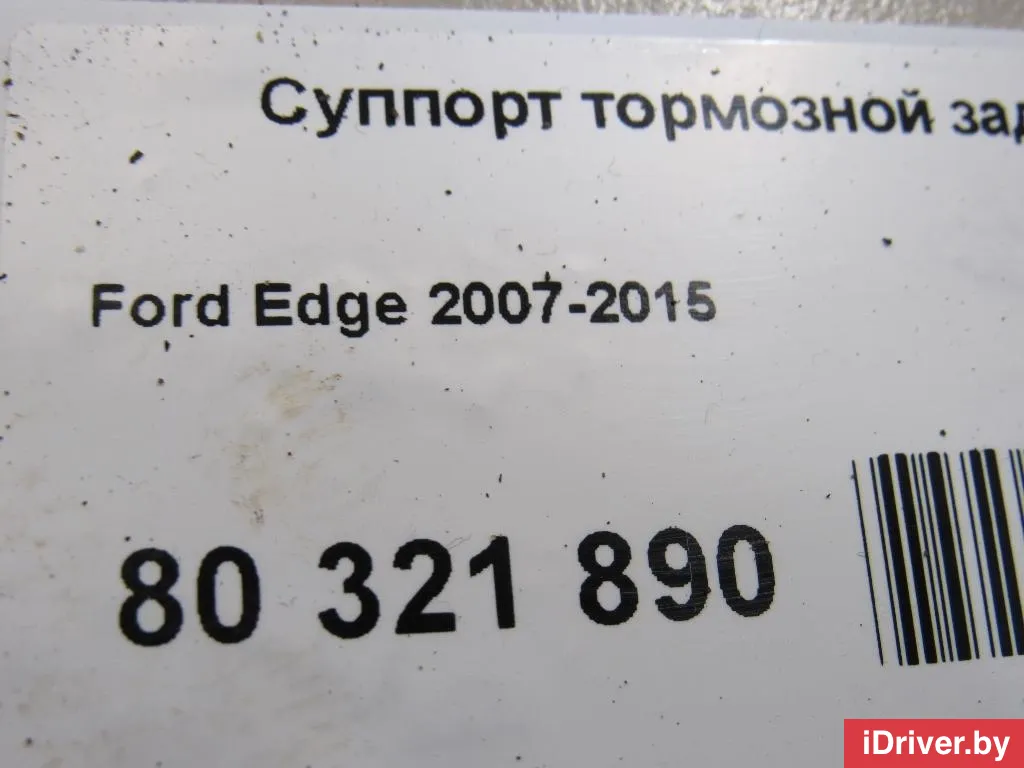 Суппорт тормозной зад
Ford Edge 2007-2015
80 321 890
iDriver.by